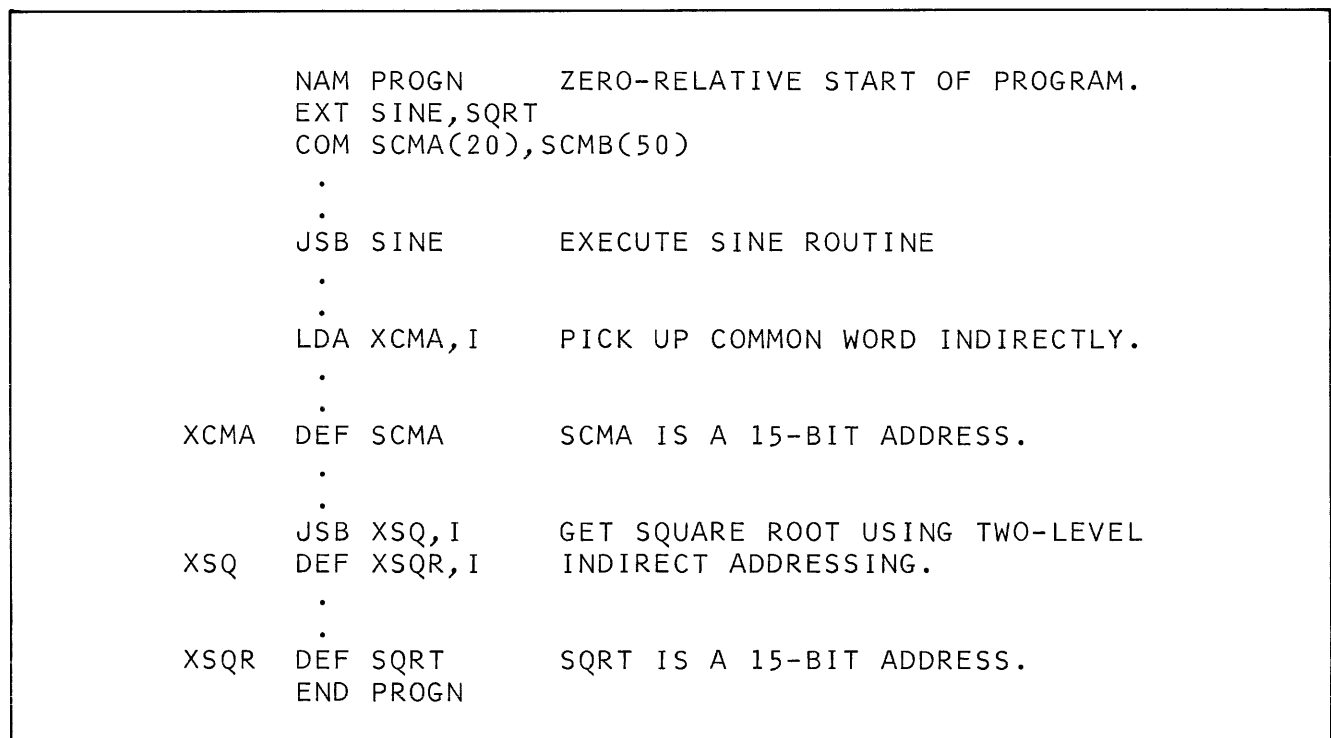 NAM PROGN ZERO-RELATIVE START OF PROGRAM.
EXT SINE,SQRT
COM SCMA(20),SCMB(50)
.
.
JSB SINE EXECUTE SINE ROUTINE
.
.
LDA XCMA,I PICK UP COMMON WORD INDIRECTLY.
.
.
XCMA DEF SCMA SCMA IS A 15-BIT ADDRESS.
.
.
JSB XSQ,I GET SQUARE ROOT USING TWO-LEVEL
XSQ DEF XSQR,I INDIRECT ADDRESSING.
.
.
XSQR DEF SQRT SQRT IS A 15-BIT ADDRESS.
END PROGN